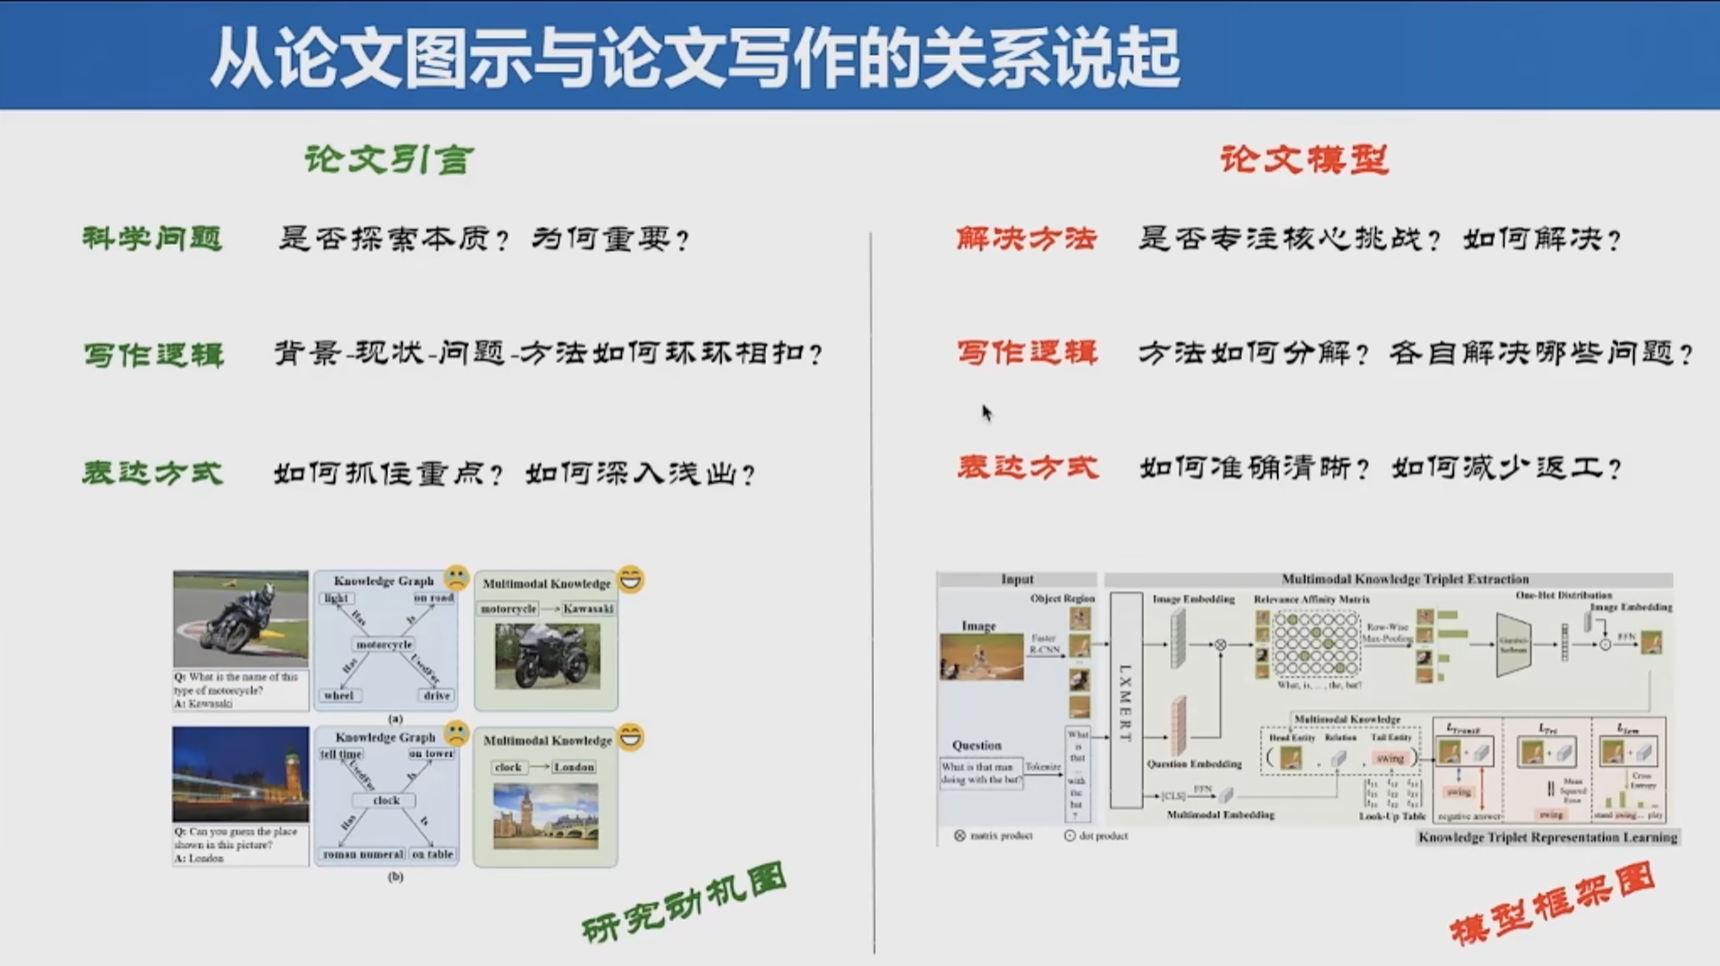 从论文图示与论文写作的关系说起
论文引言
科学问题 是否探索本质？ 为何重要？
写作逻辑 背景-现状-问题-方法如何环环相扣？
表达方式 如何抓住重点？ 如何深入浅出？
Knowledge Graph
light
on road
Has
Is
motorcycle
Has
UsedFor
wheel
drive
Multimodal Knowledge
motorcycle
Kawasaki
Q: What is the name of this
type of motorcycle?
A: Kawasaki
(a)
Knowledge Graph
tell time
on tower
UsedFor
Is
clock
Has
Is
roman numeral
on table
Multimodal Knowledge
clock
London
Q: Can you guess the place
shown in this picture?
A: London
(b)
研究动机图
论文模型
解决方法 是否专注核心挑战？ 如何解决？
写作逻辑 方法如何分解？ 各自解决哪些问题？
表达方式 如何准确清晰？ 如何减少返工？
Input
Multimodal Knowledge Triplet Extraction
Object Region
Image
Faster
R-CNN
Question
What is that man
doing with the bat?
Tokenize
What
is
that
...
with
the
bat
?
LXMERT
Image Embedding
Relevance Affinity Matrix
Row-Wise
Max-Pooling
What, is, ... , the, bat?
One-Hot Distribution
Image Embedding
FFN
Question Embedding
[CLS]
FFN
Multimodal Embedding
Multimodal Knowledge
Head Entity Relation Tail Entity
swing
Look-Up Table
swing
negative answer
Mean
Squared
Error
swing
Cross
Entropy
stand swing ... play
matrix product
dot product
Knowledge Triplet Representation Learning
模型框架图